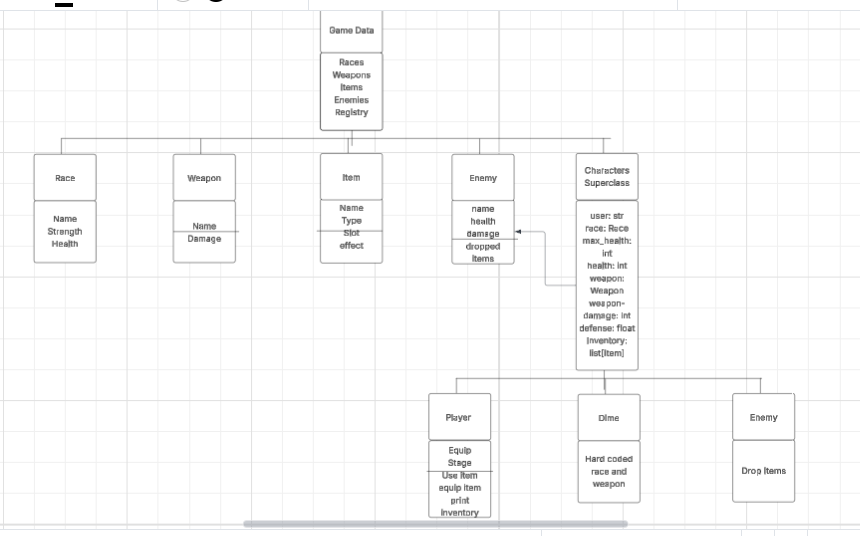 Game Data
Races
Weapons
Items
Enemies
Registry
Race
Name
Strength
Health
Weapon
Name
Damage
Item
Name
Type
Slot
effect
Enemy
name
health
damage
dropped
items
Characters
Superclass
user: str
race: Race
max_health:
int
health: int
weapon:
Weapon
weapon-
damage: int
defense: float
inventory:
list[Item]
Player
Equip
Stage
Use item
equip item
print
inventory
Dime
Hard coded
race and
weapon
Enemy
Drop items